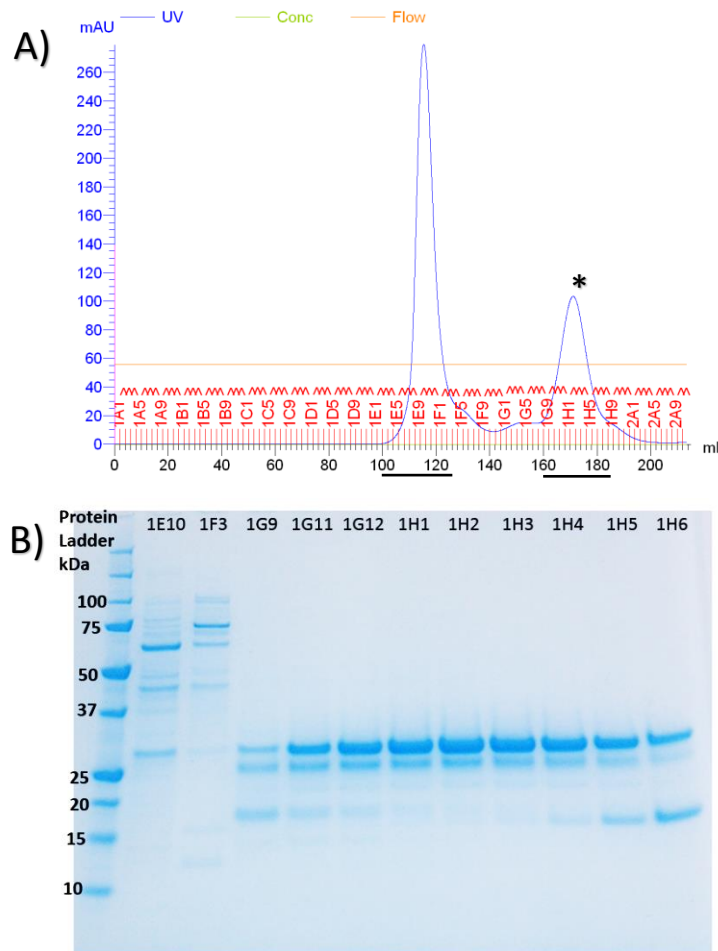 A)
mAU
UV Conc Flow
260
240
220
200
180
160
140
120
100
80
60
40
20
0
*
1A1 1A5 1A9 1B1 1B5 1B9 1C1 1C5 1C9 1D1 1D5 1D9 1E1 1E5 1E9 1F1 1F5 1F9 1G1 1G5 1G9 1H1 1H5 1H9 2A1 2A5 2A9
0 20 40 60 80 100 120 140 160 180 200 ml
B)
Protein Ladder kDa
1E10 1F3 1G9 1G11 1G12 1H1 1H2 1H3 1H4 1H5 1H6
100
75
50
37
25
20
15
10